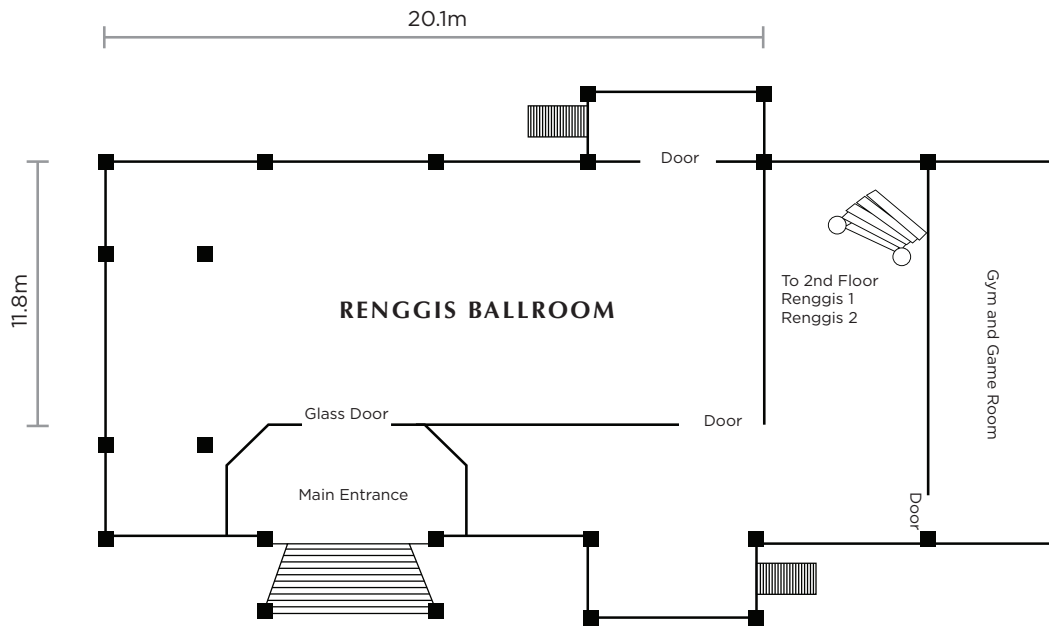 20.1m
Door
11.8m
To 2nd Floor
Renggis 1
Renggis 2
Gym and Game Room
RENGGIS BALLROOM
Glass Door
Door
Main Entrance
Door